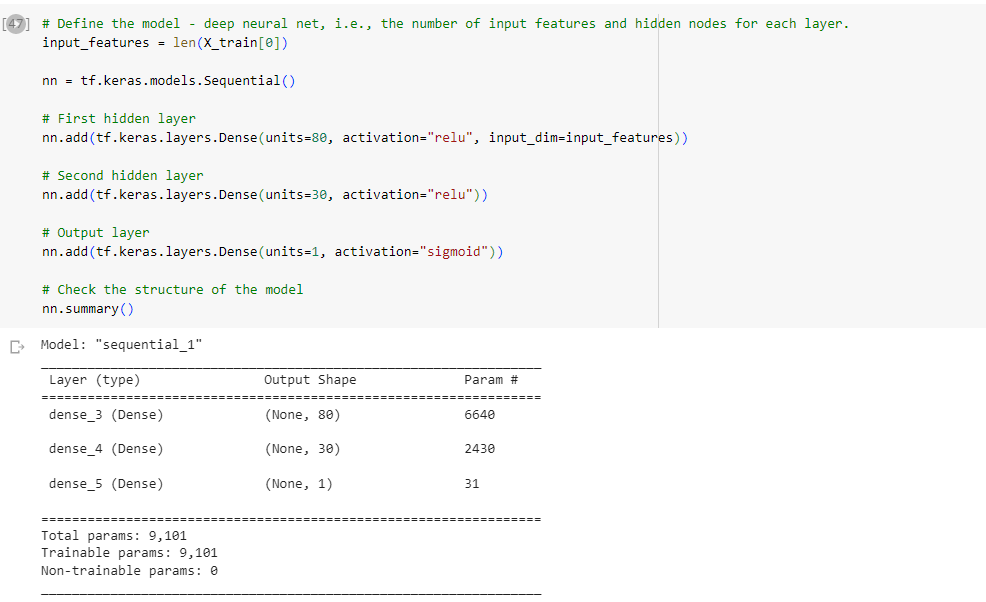 [47] # Define the model - deep neural net, i.e., the number of input features and hidden nodes for each layer.
input_features = len(X_train[0])
nn = tf.keras.models.Sequential()
# First hidden layer
nn.add(tf.keras.layers.Dense(units=80, activation="relu", input_dim=input_features))
# Second hidden layer
nn.add(tf.keras.layers.Dense(units=30, activation="relu"))
# Output layer
nn.add(tf.keras.layers.Dense(units=1, activation="sigmoid"))
# Check the structure of the model
nn.summary()
Model: "sequential_1"
_________________________________________________________________
Layer (type) Output Shape Param #
=================================================================
dense_3 (Dense) (None, 80) 6640
dense_4 (Dense) (None, 30) 2430
dense_5 (Dense) (None, 1) 31
=================================================================
Total params: 9,101
Trainable params: 9,101
Non-trainable params: 0
_________________________________________________________________